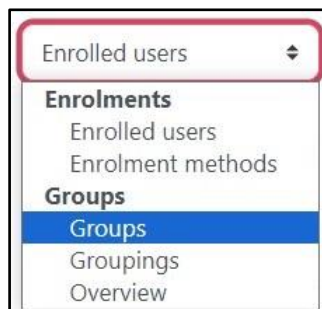 Enrolled users
Enrolments
Enrolled users
Enrolment methods
Groups
Groups
Groupings
Overview